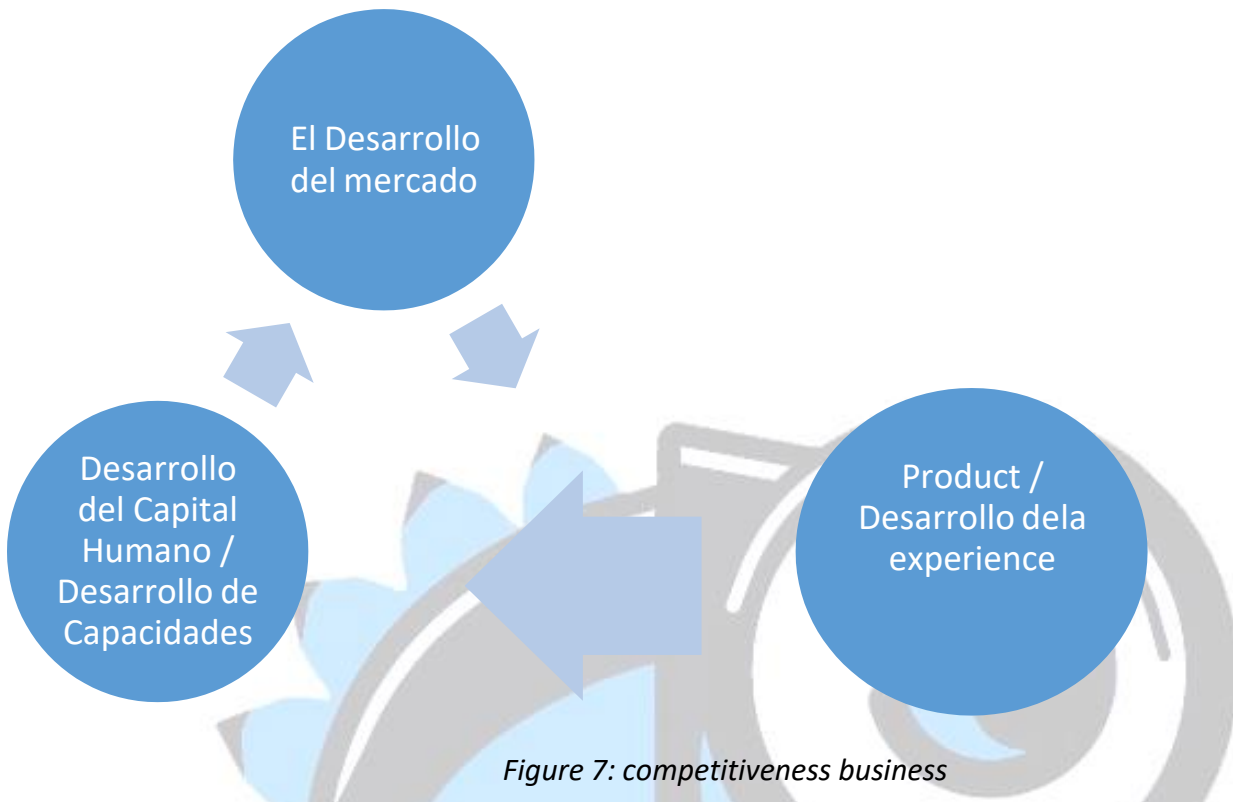 El Desarrollo
del mercado
Desarrollo
del Capital
Humano /
Desarrollo de
Capacidades
Product /
Desarrollo dela
experience
Figure 7: competitiveness business